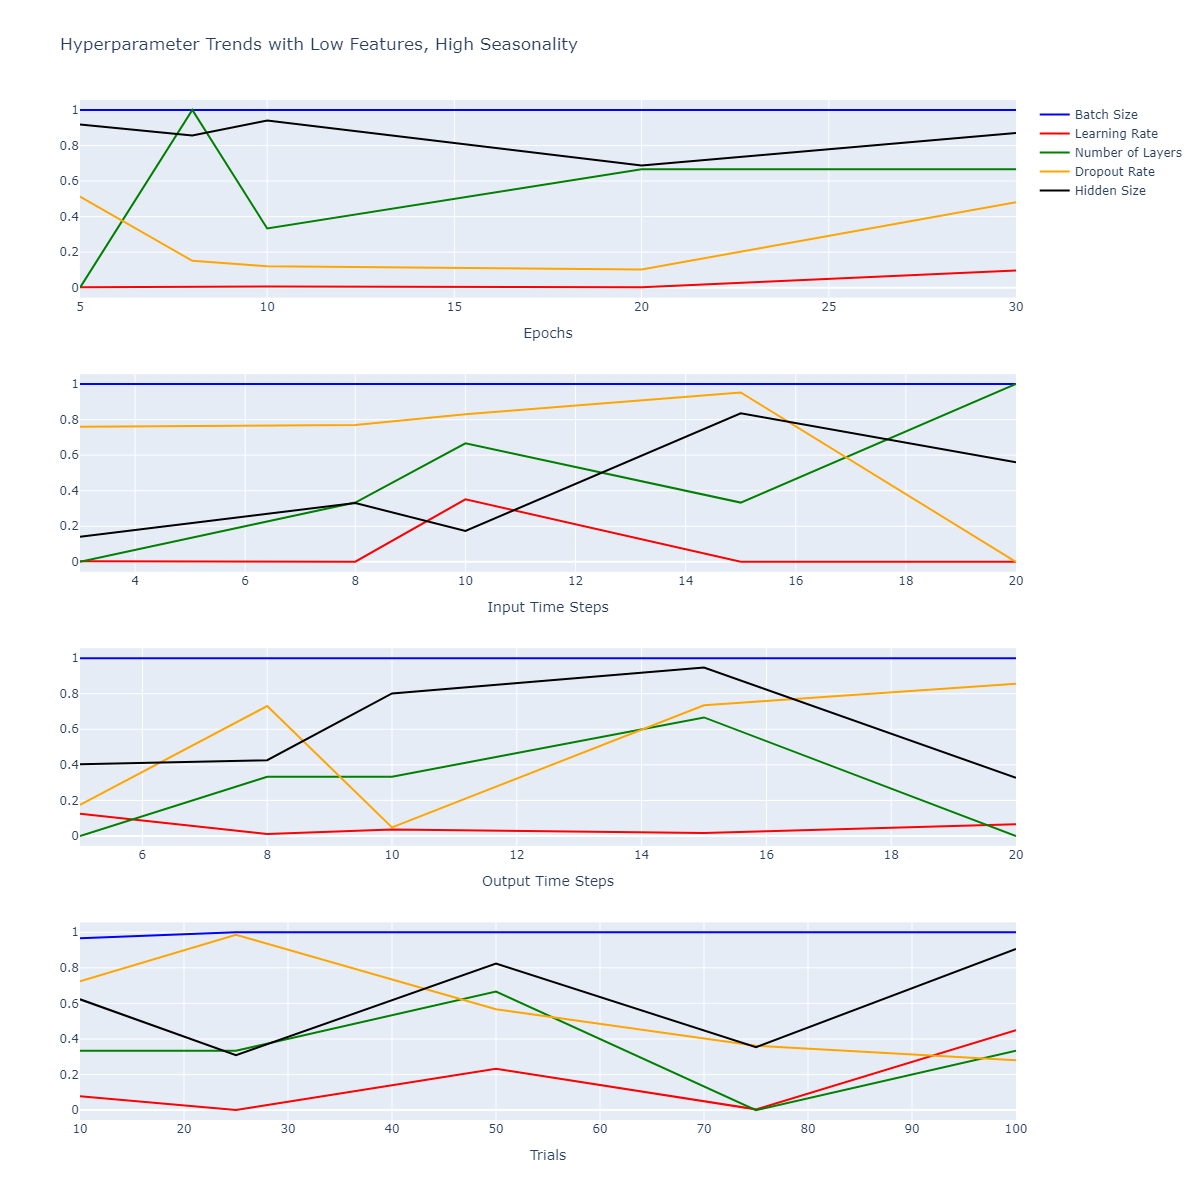 Hyperparameter Trends with Low Features, High Seasonality
1
0.8
0.6
0.4
0.2
0
5 10 15 20 25 30
Epochs
Batch Size
Learning Rate
Number of Layers
Dropout Rate
Hidden Size
1
0.8
0.6
0.4
0.2
0
4 6 8 10 12 14 16 18 20
Input Time Steps
1
0.8
0.6
0.4
0.2
0
6 8 10 12 14 16 18 20
Output Time Steps
1
0.8
0.6
0.4
0.2
0
10 20 30 40 50 60 70 80 90 100
Trials